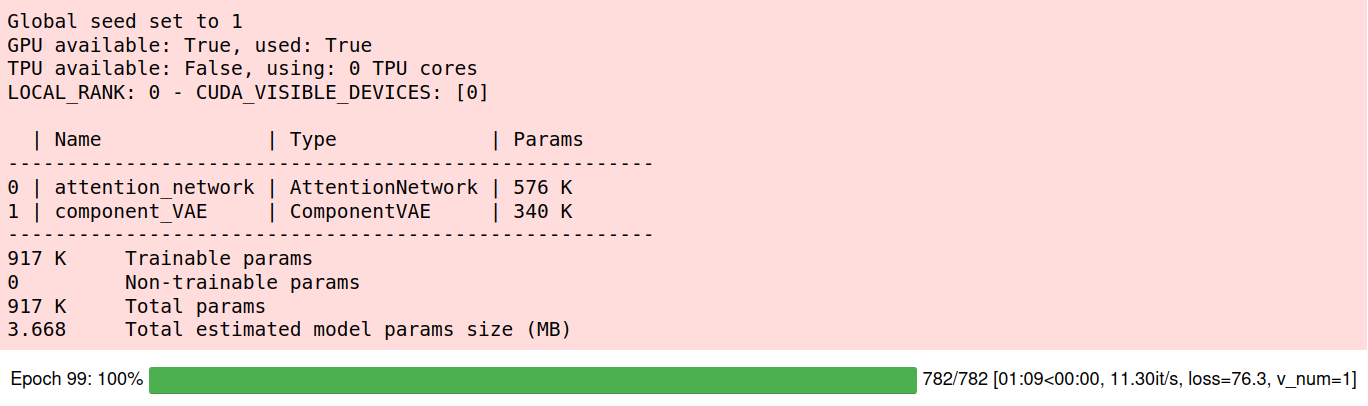 Global seed set to 1
GPU available: True, used: True
TPU available: False, using: 0 TPU cores
LOCAL_RANK: 0 - CUDA_VISIBLE_DEVICES: [0]
  | Name              | Type             | Params
-------------------------------------------------------
0 | attention_network | AttentionNetwork | 576 K
1 | component_VAE     | ComponentVAE     | 340 K
-------------------------------------------------------
917 K     Trainable params
0         Non-trainable params
917 K     Total params
3.668     Total estimated model params size (MB)
Epoch 99: 100% 782/782 [01:09<00:00, 11.30it/s, loss=76.3, v_num=1]